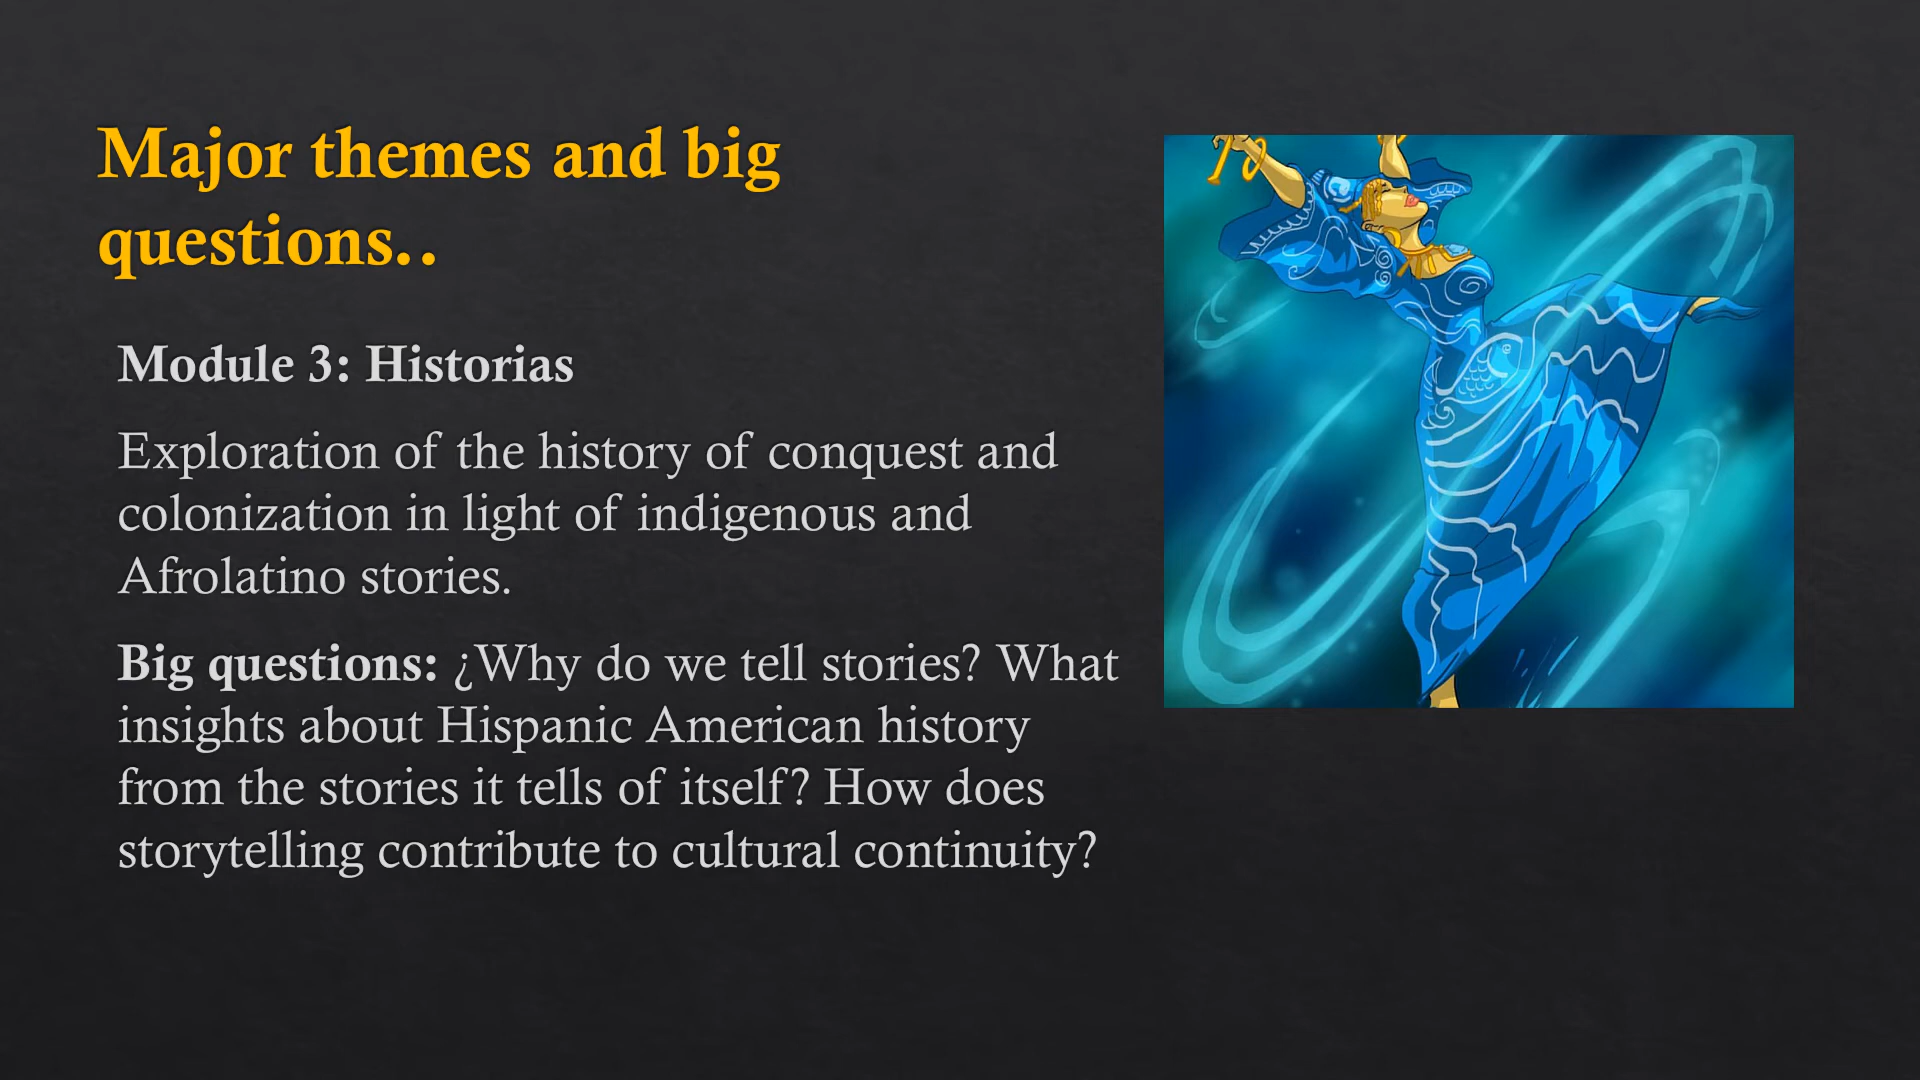 Major themes and big
questions..
Module 3: Historias
Exploration of the history of conquest and
colonization in light of indigenous and
Afrolatino stories.
Big questions: ¿Why do we tell stories? What
insights about Hispanic American history
from the stories it tells of itself? How does
storytelling contribute to cultural continuity?